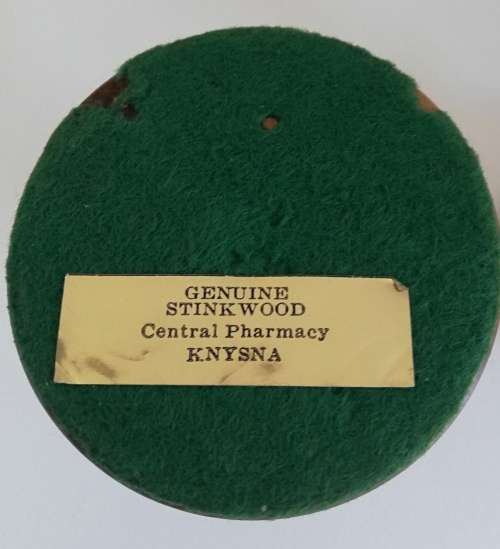 GENUINE
STINKWOOD
Central Pharmacy
KNYSNA